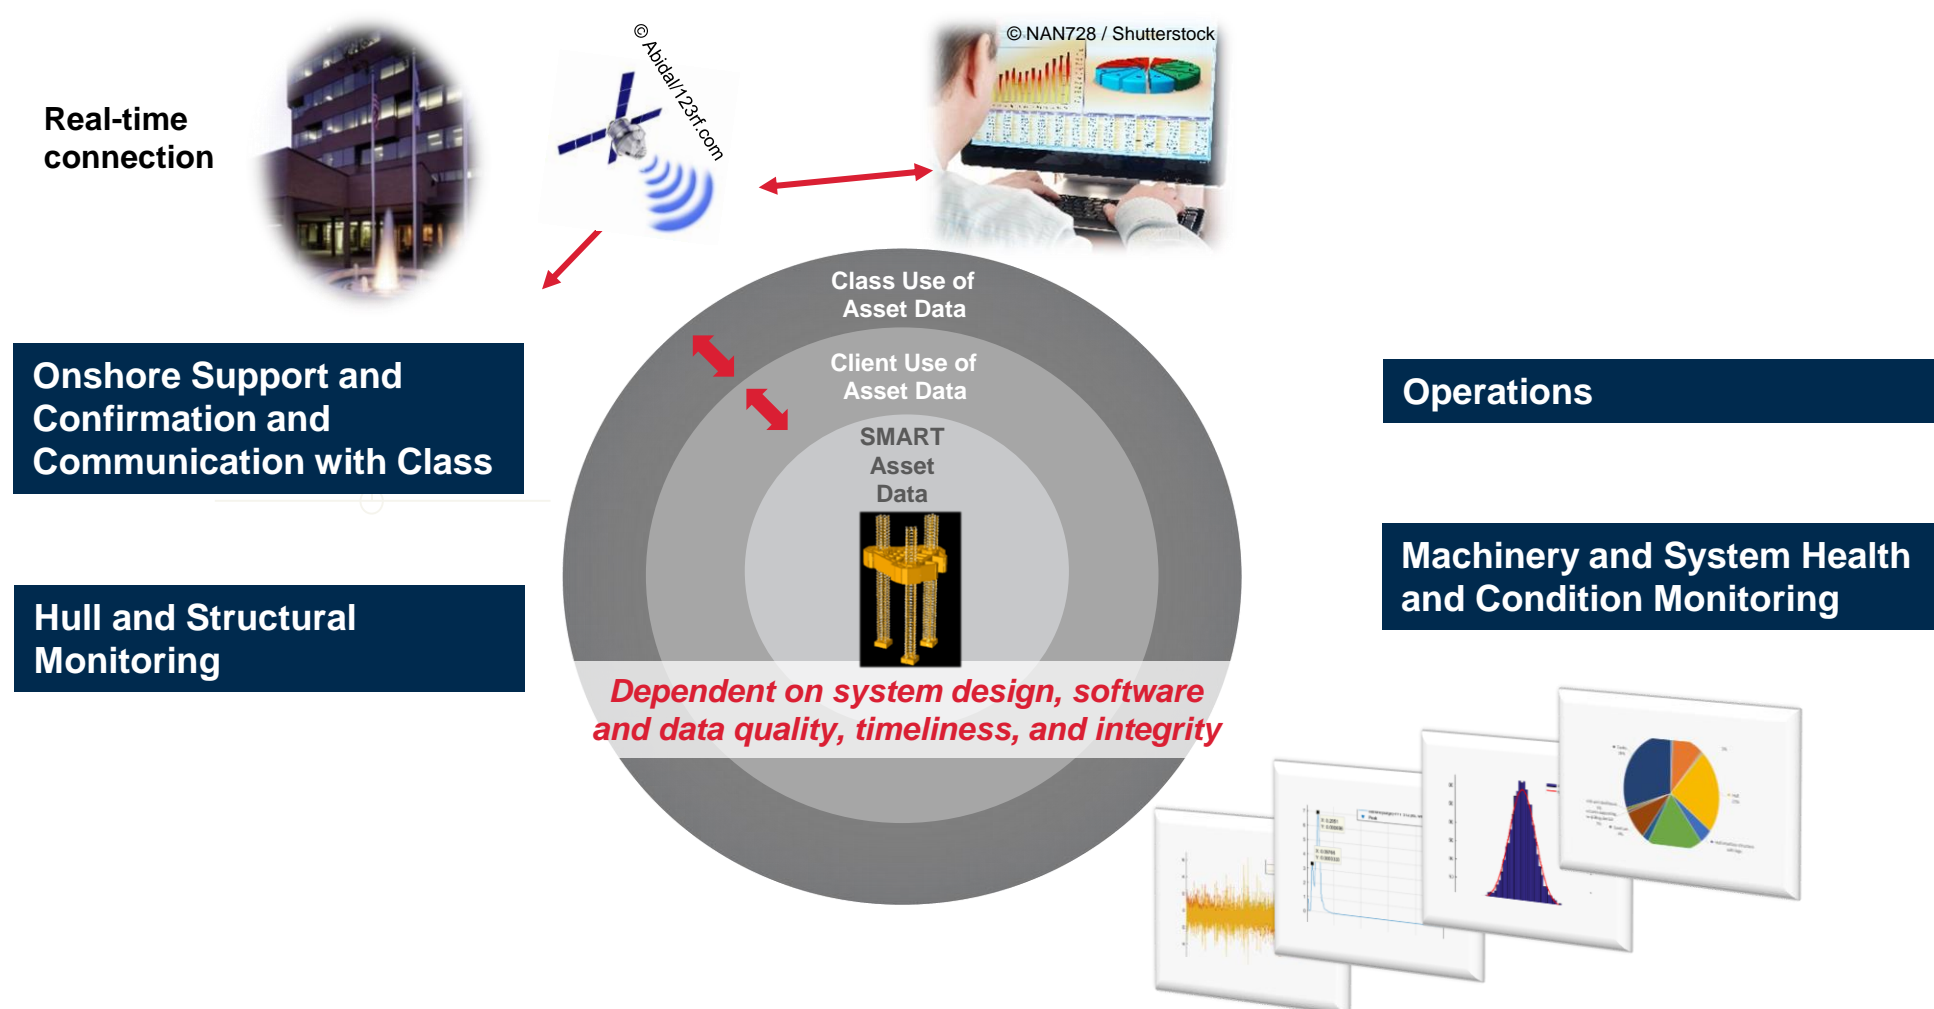 © Abidal/123rf.com
© NAN728 / Shutterstock
Real-time
connection
Class Use of
Asset Data
Client Use of
Asset Data
SMART
Asset
Data
Onshore Support and
Confirmation and
Communication with Class
Operations
Machinery and System Health
and Condition Monitoring
Hull and Structural
Monitoring
Dependent on system design, software
and data quality, timeliness, and integrity